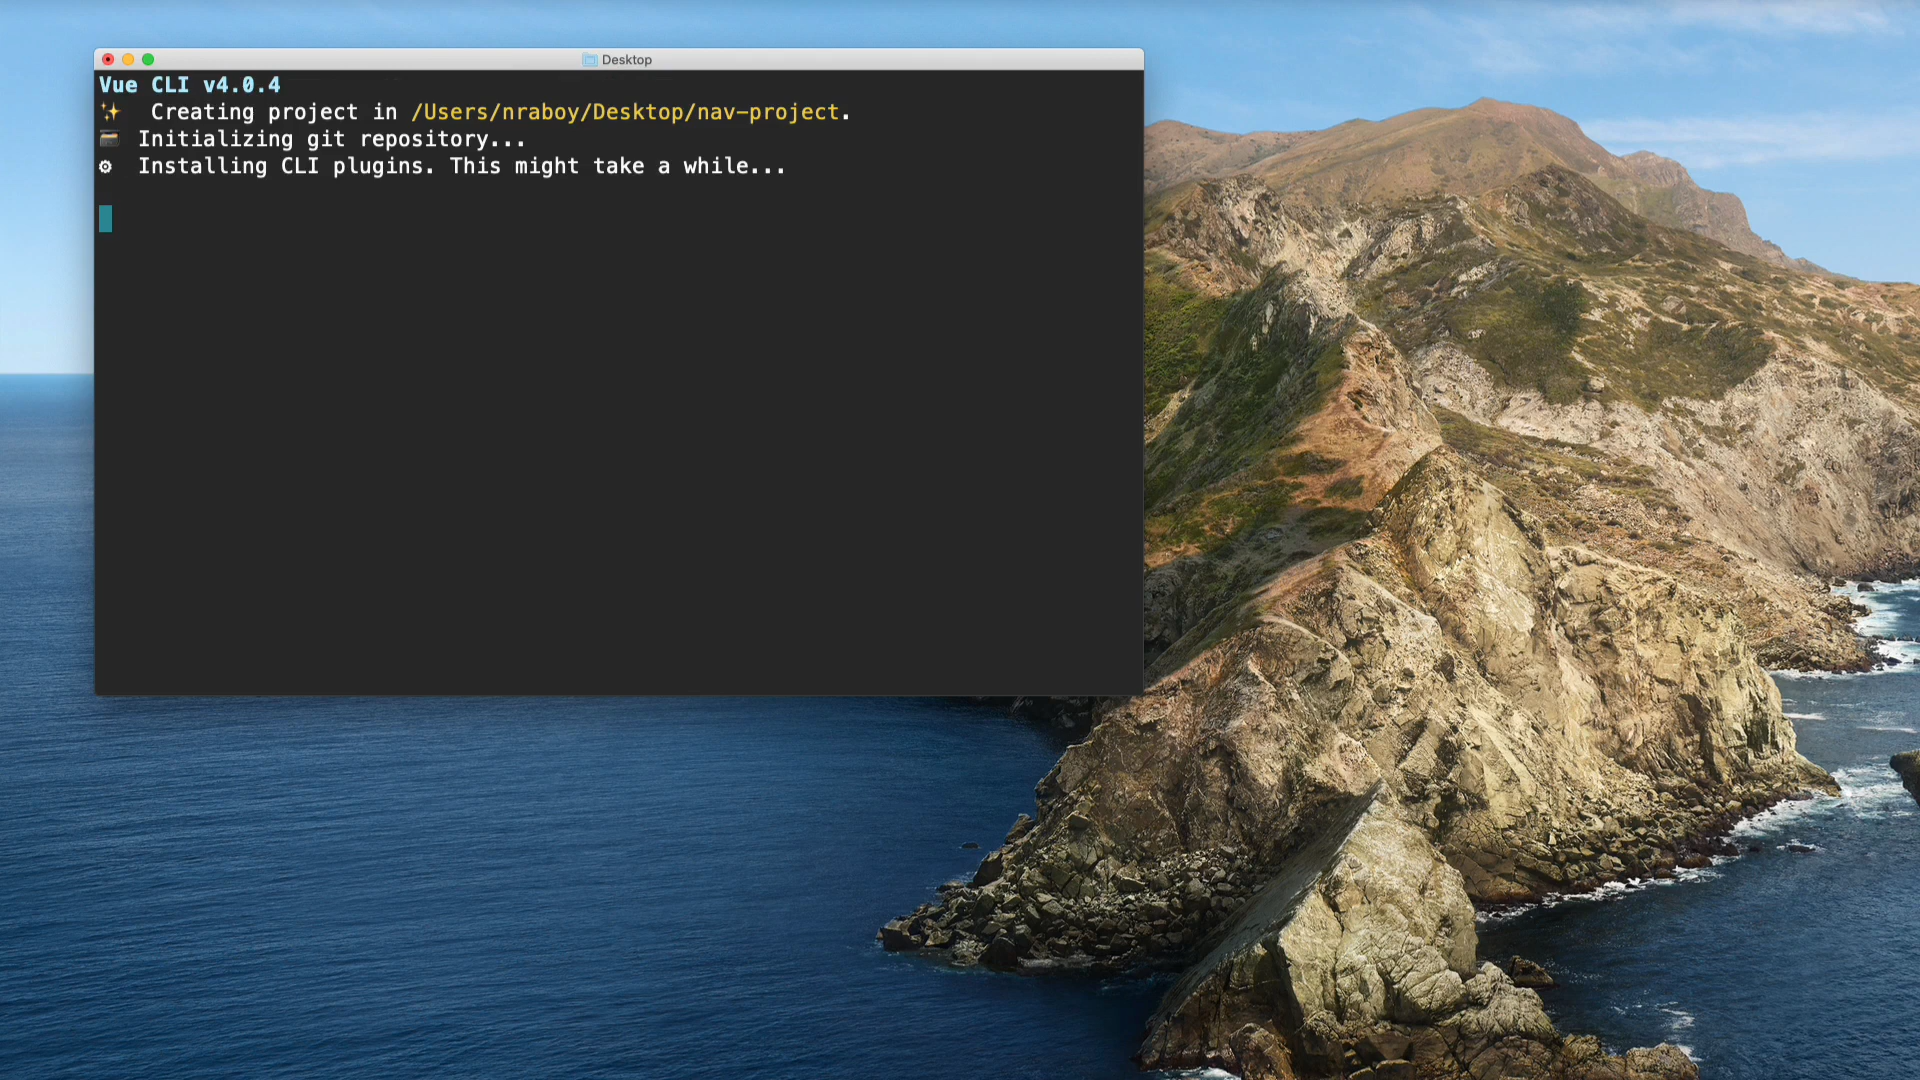 Desktop
Vue CLI v4.0.4
✨ Creating project in /Users/nraboy/Desktop/nav-project.
🗃 Initializing git repository...
⚙ Installing CLI plugins. This might take a while...